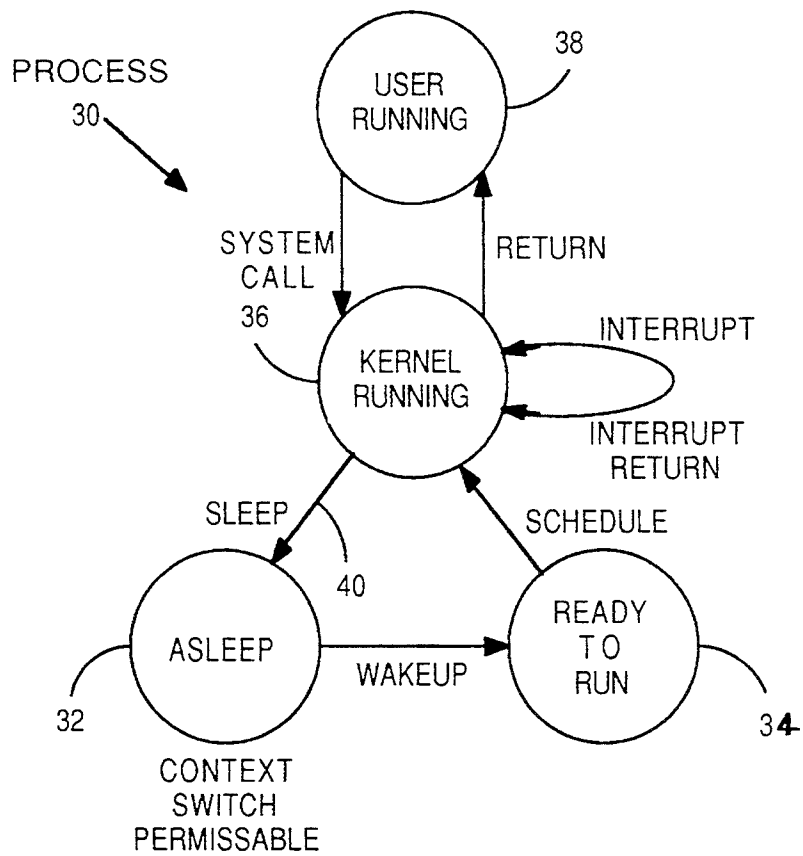 PROCESS
30
USER
RUNNING
38
SYSTEM
CALL
RETURN
36
KERNEL
RUNNING
INTERRUPT
INTERRUPT
RETURN
SLEEP
40
SCHEDULE
ASLEEP
WAKEUP
READY
TO
RUN
32
34
CONTEXT
SWITCH
PERMISSABLE